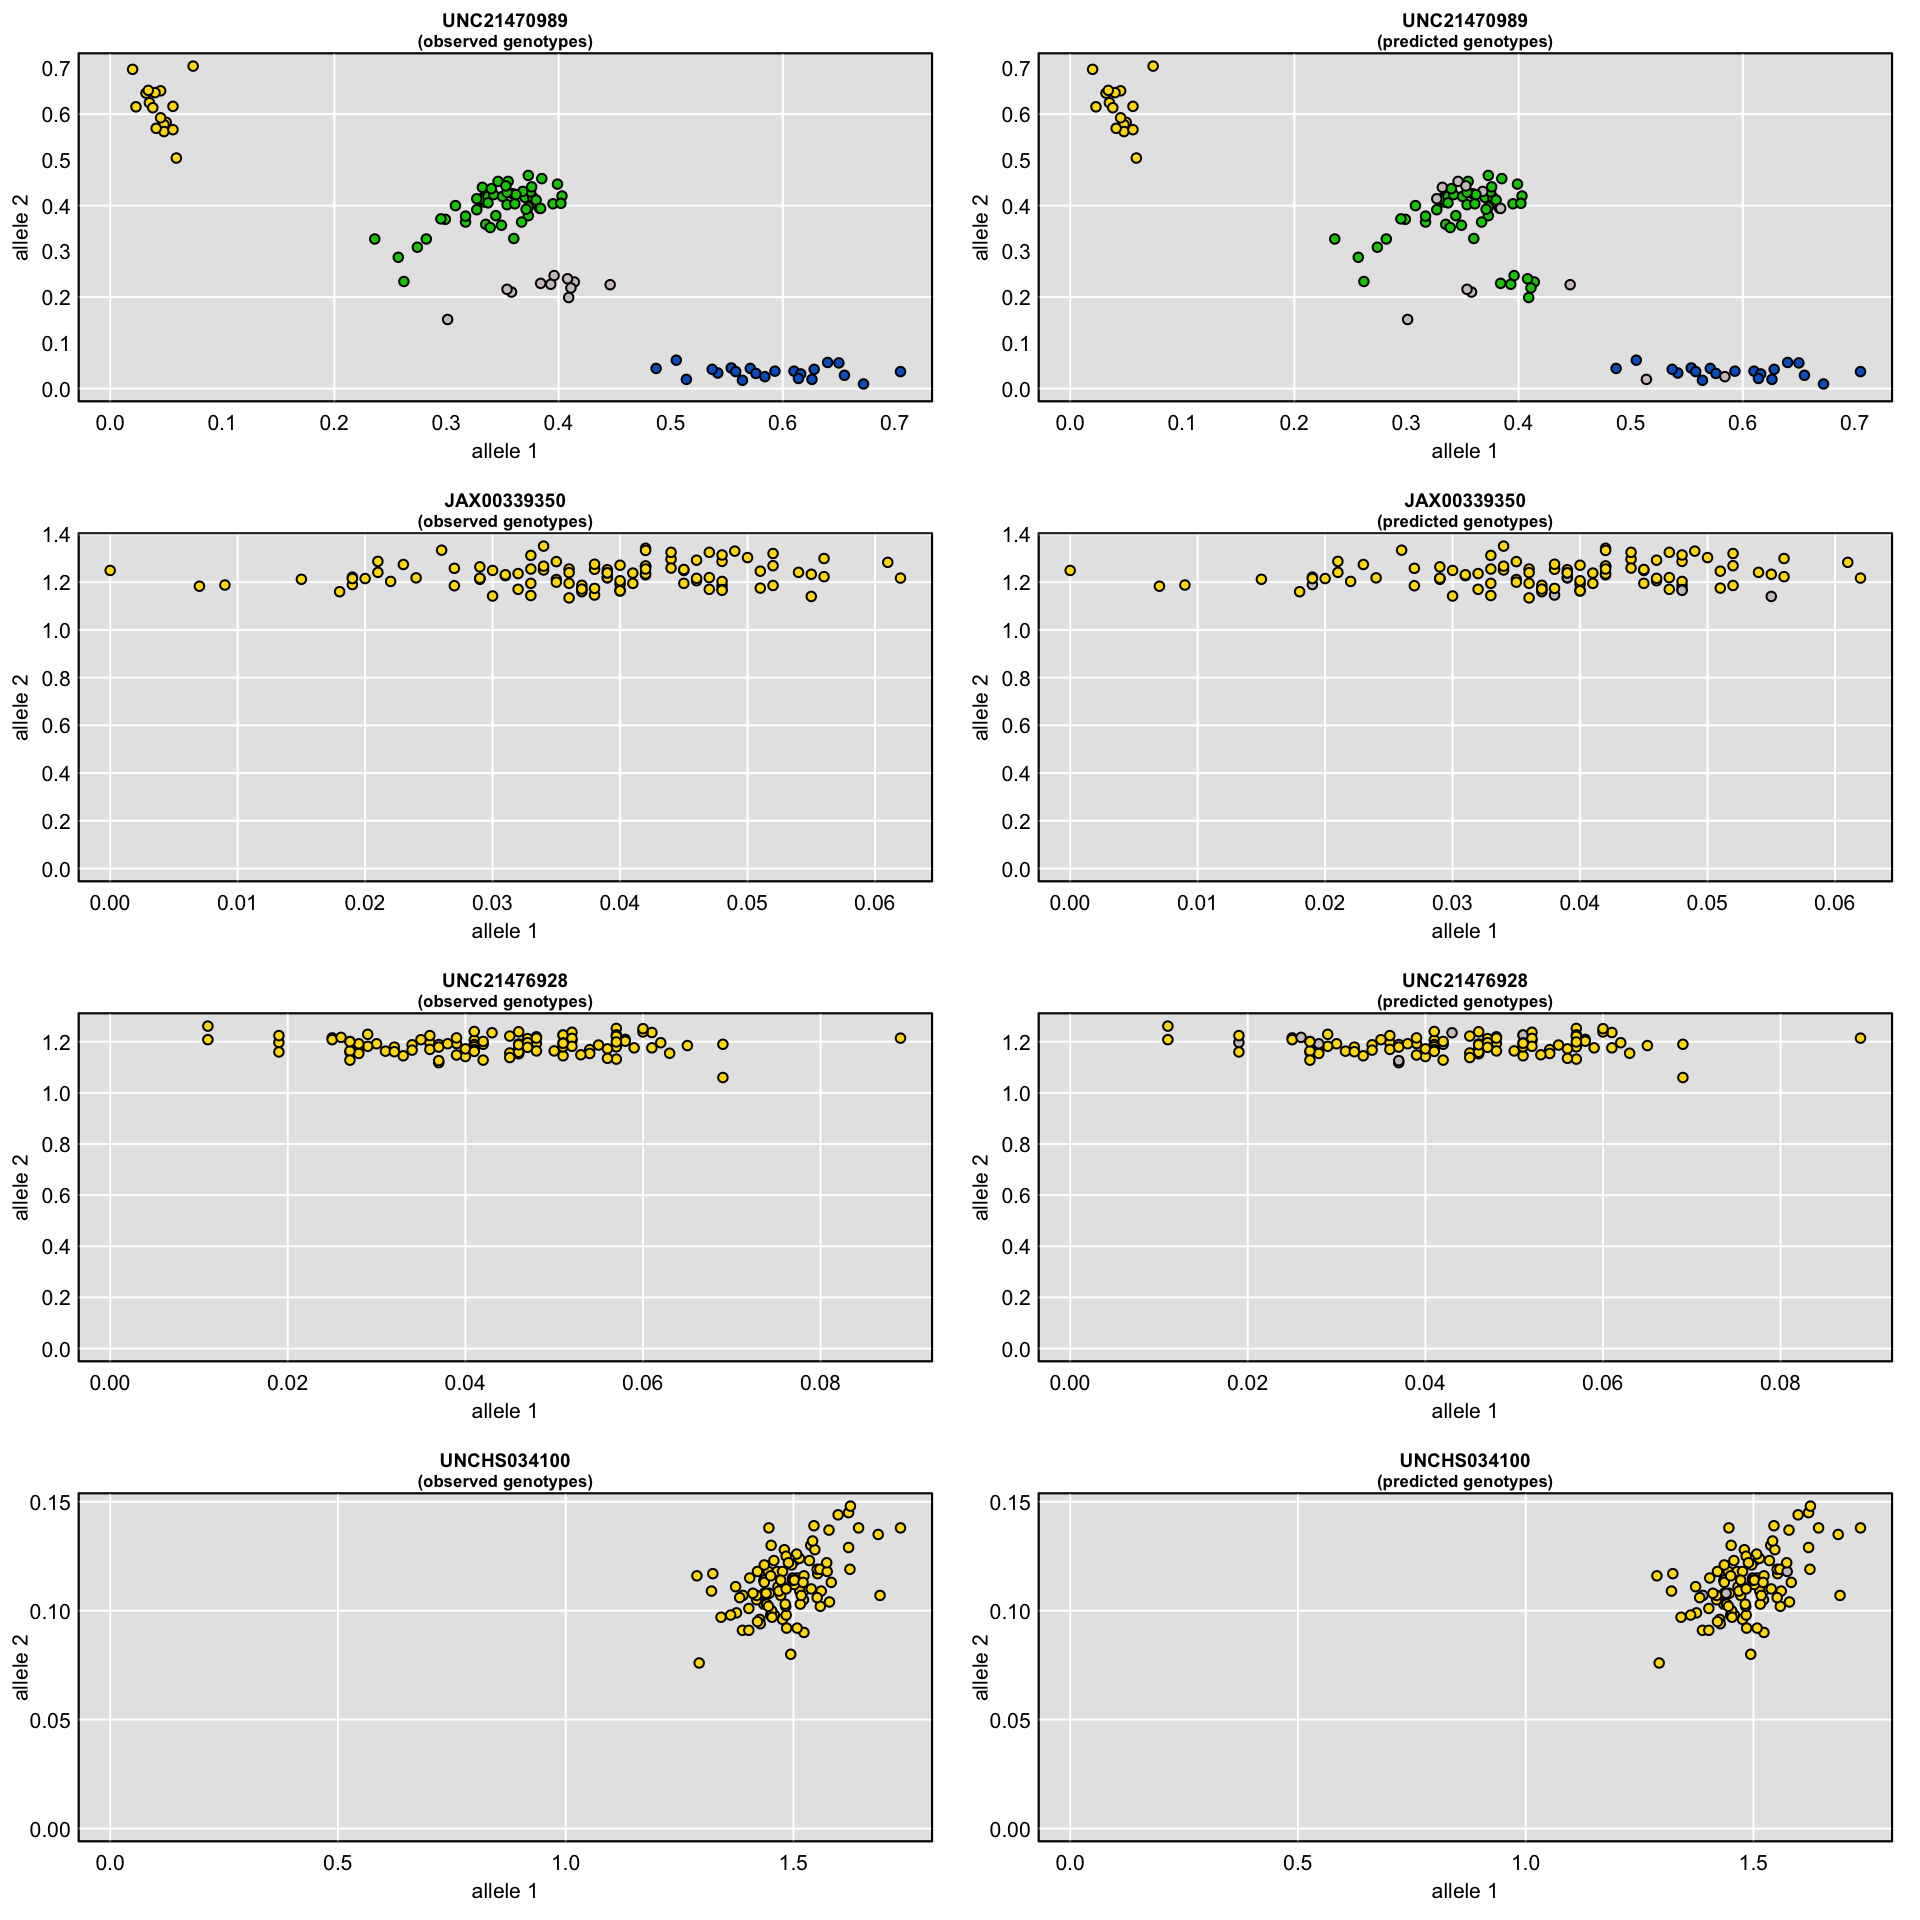 UNC21470989
(observed genotypes)
0.7
0.6
0.5
0.4
0.3
0.2
0.1
0.0
allele 2
0.0 0.1 0.2 0.3 0.4 0.5 0.6 0.7
allele 1
UNC21470989
(predicted genotypes)
0.7
0.6
0.5
0.4
0.3
0.2
0.1
0.0
allele 2
0.0 0.1 0.2 0.3 0.4 0.5 0.6 0.7
allele 1
JAX00339350
(observed genotypes)
1.4
1.2
1.0
0.8
0.6
0.4
0.2
0.0
allele 2
0.00 0.01 0.02 0.03 0.04 0.05 0.06
allele 1
JAX00339350
(predicted genotypes)
1.4
1.2
1.0
0.8
0.6
0.4
0.2
0.0
allele 2
0.00 0.01 0.02 0.03 0.04 0.05 0.06
allele 1
UNC21476928
(observed genotypes)
1.2
1.0
0.8
0.6
0.4
0.2
0.0
allele 2
0.00 0.02 0.04 0.06 0.08
allele 1
UNC21476928
(predicted genotypes)
1.2
1.0
0.8
0.6
0.4
0.2
0.0
allele 2
0.00 0.02 0.04 0.06 0.08
allele 1
UNCHS034100
(observed genotypes)
0.15
0.10
0.05
0.00
allele 2
0.0 0.5 1.0 1.5
allele 1
UNCHS034100
(predicted genotypes)
0.15
0.10
0.05
0.00
allele 2
0.0 0.5 1.0 1.5
allele 1